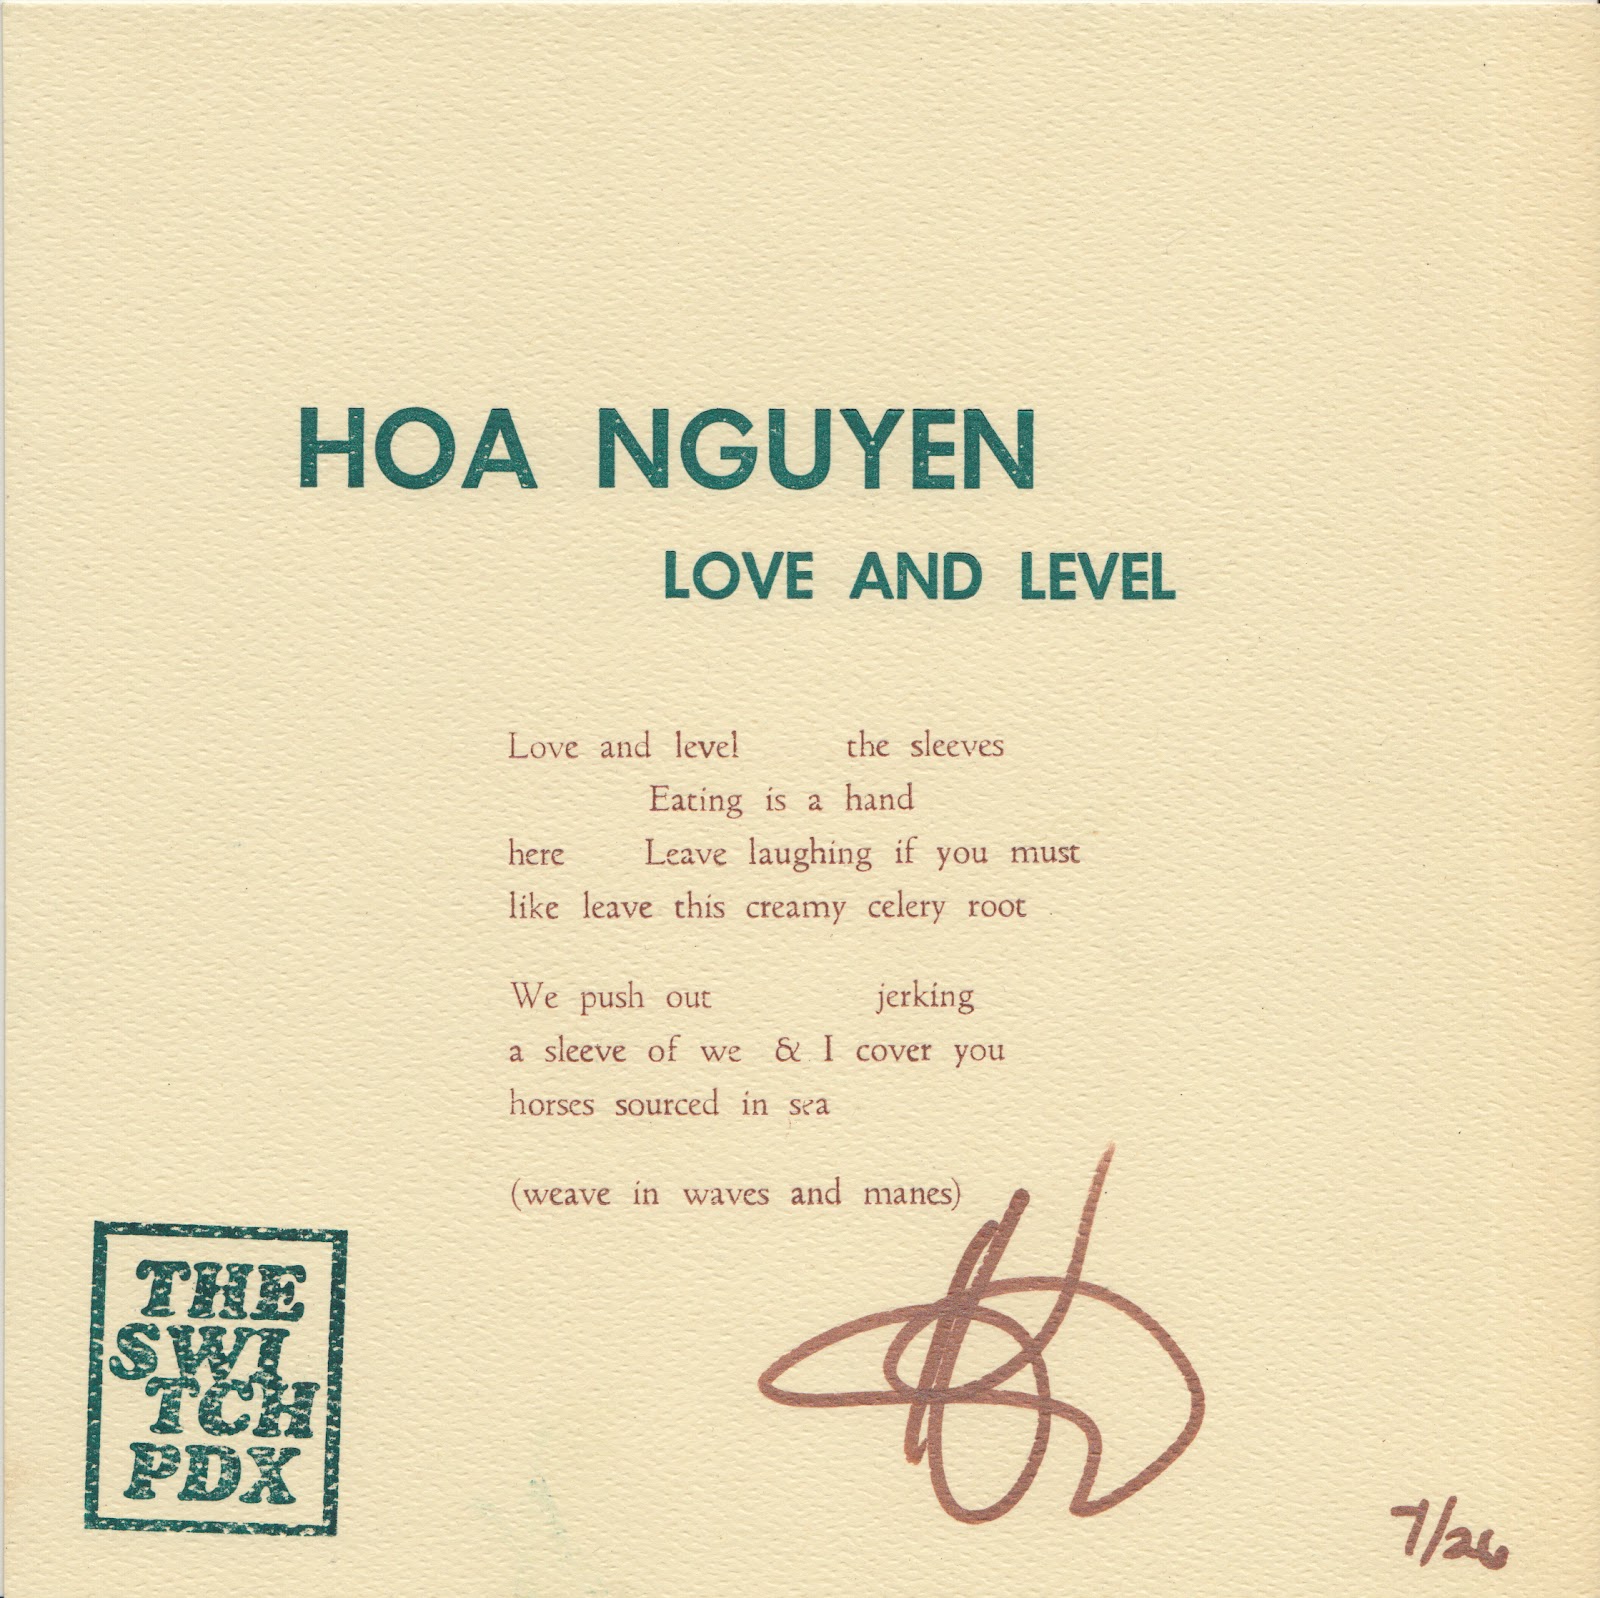 HOA NGUYEN
LOVE AND LEVEL
Love and level the sleeves
Eating is a hand
here Leave laughing if you must
like leave this creamy celery root
We push out jerking
a sleeve of we & I cover you
horses sourced in sea
(weave in waves and manes)
THE
SWI
TCH
PDX
7/26